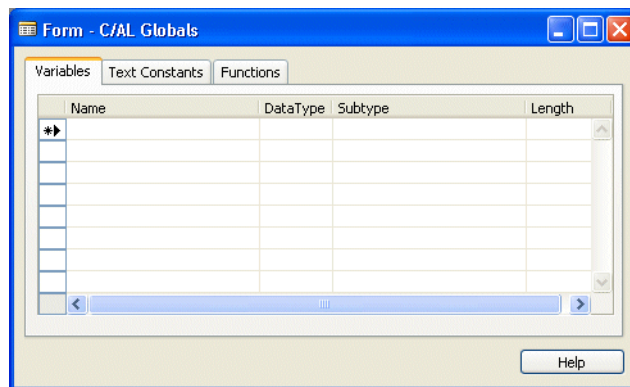 Form - C/AL Globals
Variables Text Constants Functions
Name DataType Subtype Length
Help